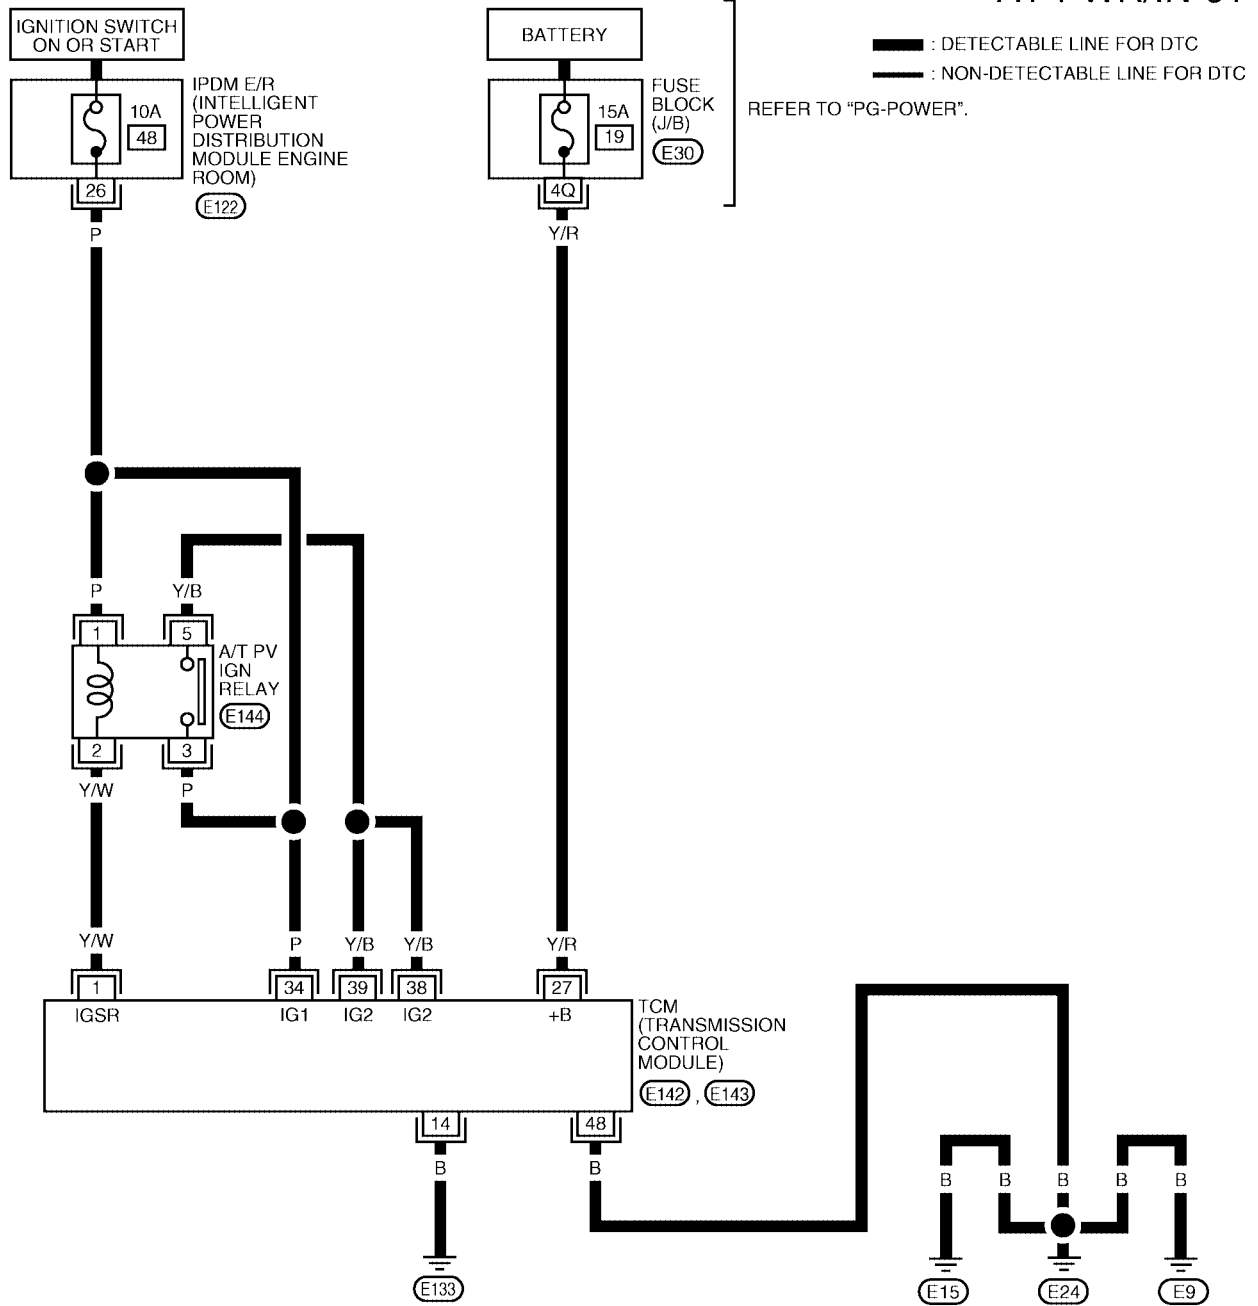 IGNITION SWITCH
ON OR START
BATTERY
: DETECTABLE LINE FOR DTC
: NON-DETECTABLE LINE FOR DTC
REFER TO “PG-POWER”.
10A
48
IPDM E/R
(INTELLIGENT
POWER
DISTRIBUTION
MODULE ENGINE
ROOM)
E122
15A
19
FUSE
BLOCK
(J/B)
E30
26
4Q
P
Y/R
P
Y/B
1
5
A/T PV
IGN
RELAY
E144
2
3
Y/W
P
Y/W
P
Y/B
Y/B
Y/R
1
34
39
38
27
IGSR
IG1
IG2
IG2
+B
TCM
(TRANSMISSION
CONTROL
MODULE)
E142 , E143
14
48
B
B
B
B
B
B
B
E133
E15
E24
E9